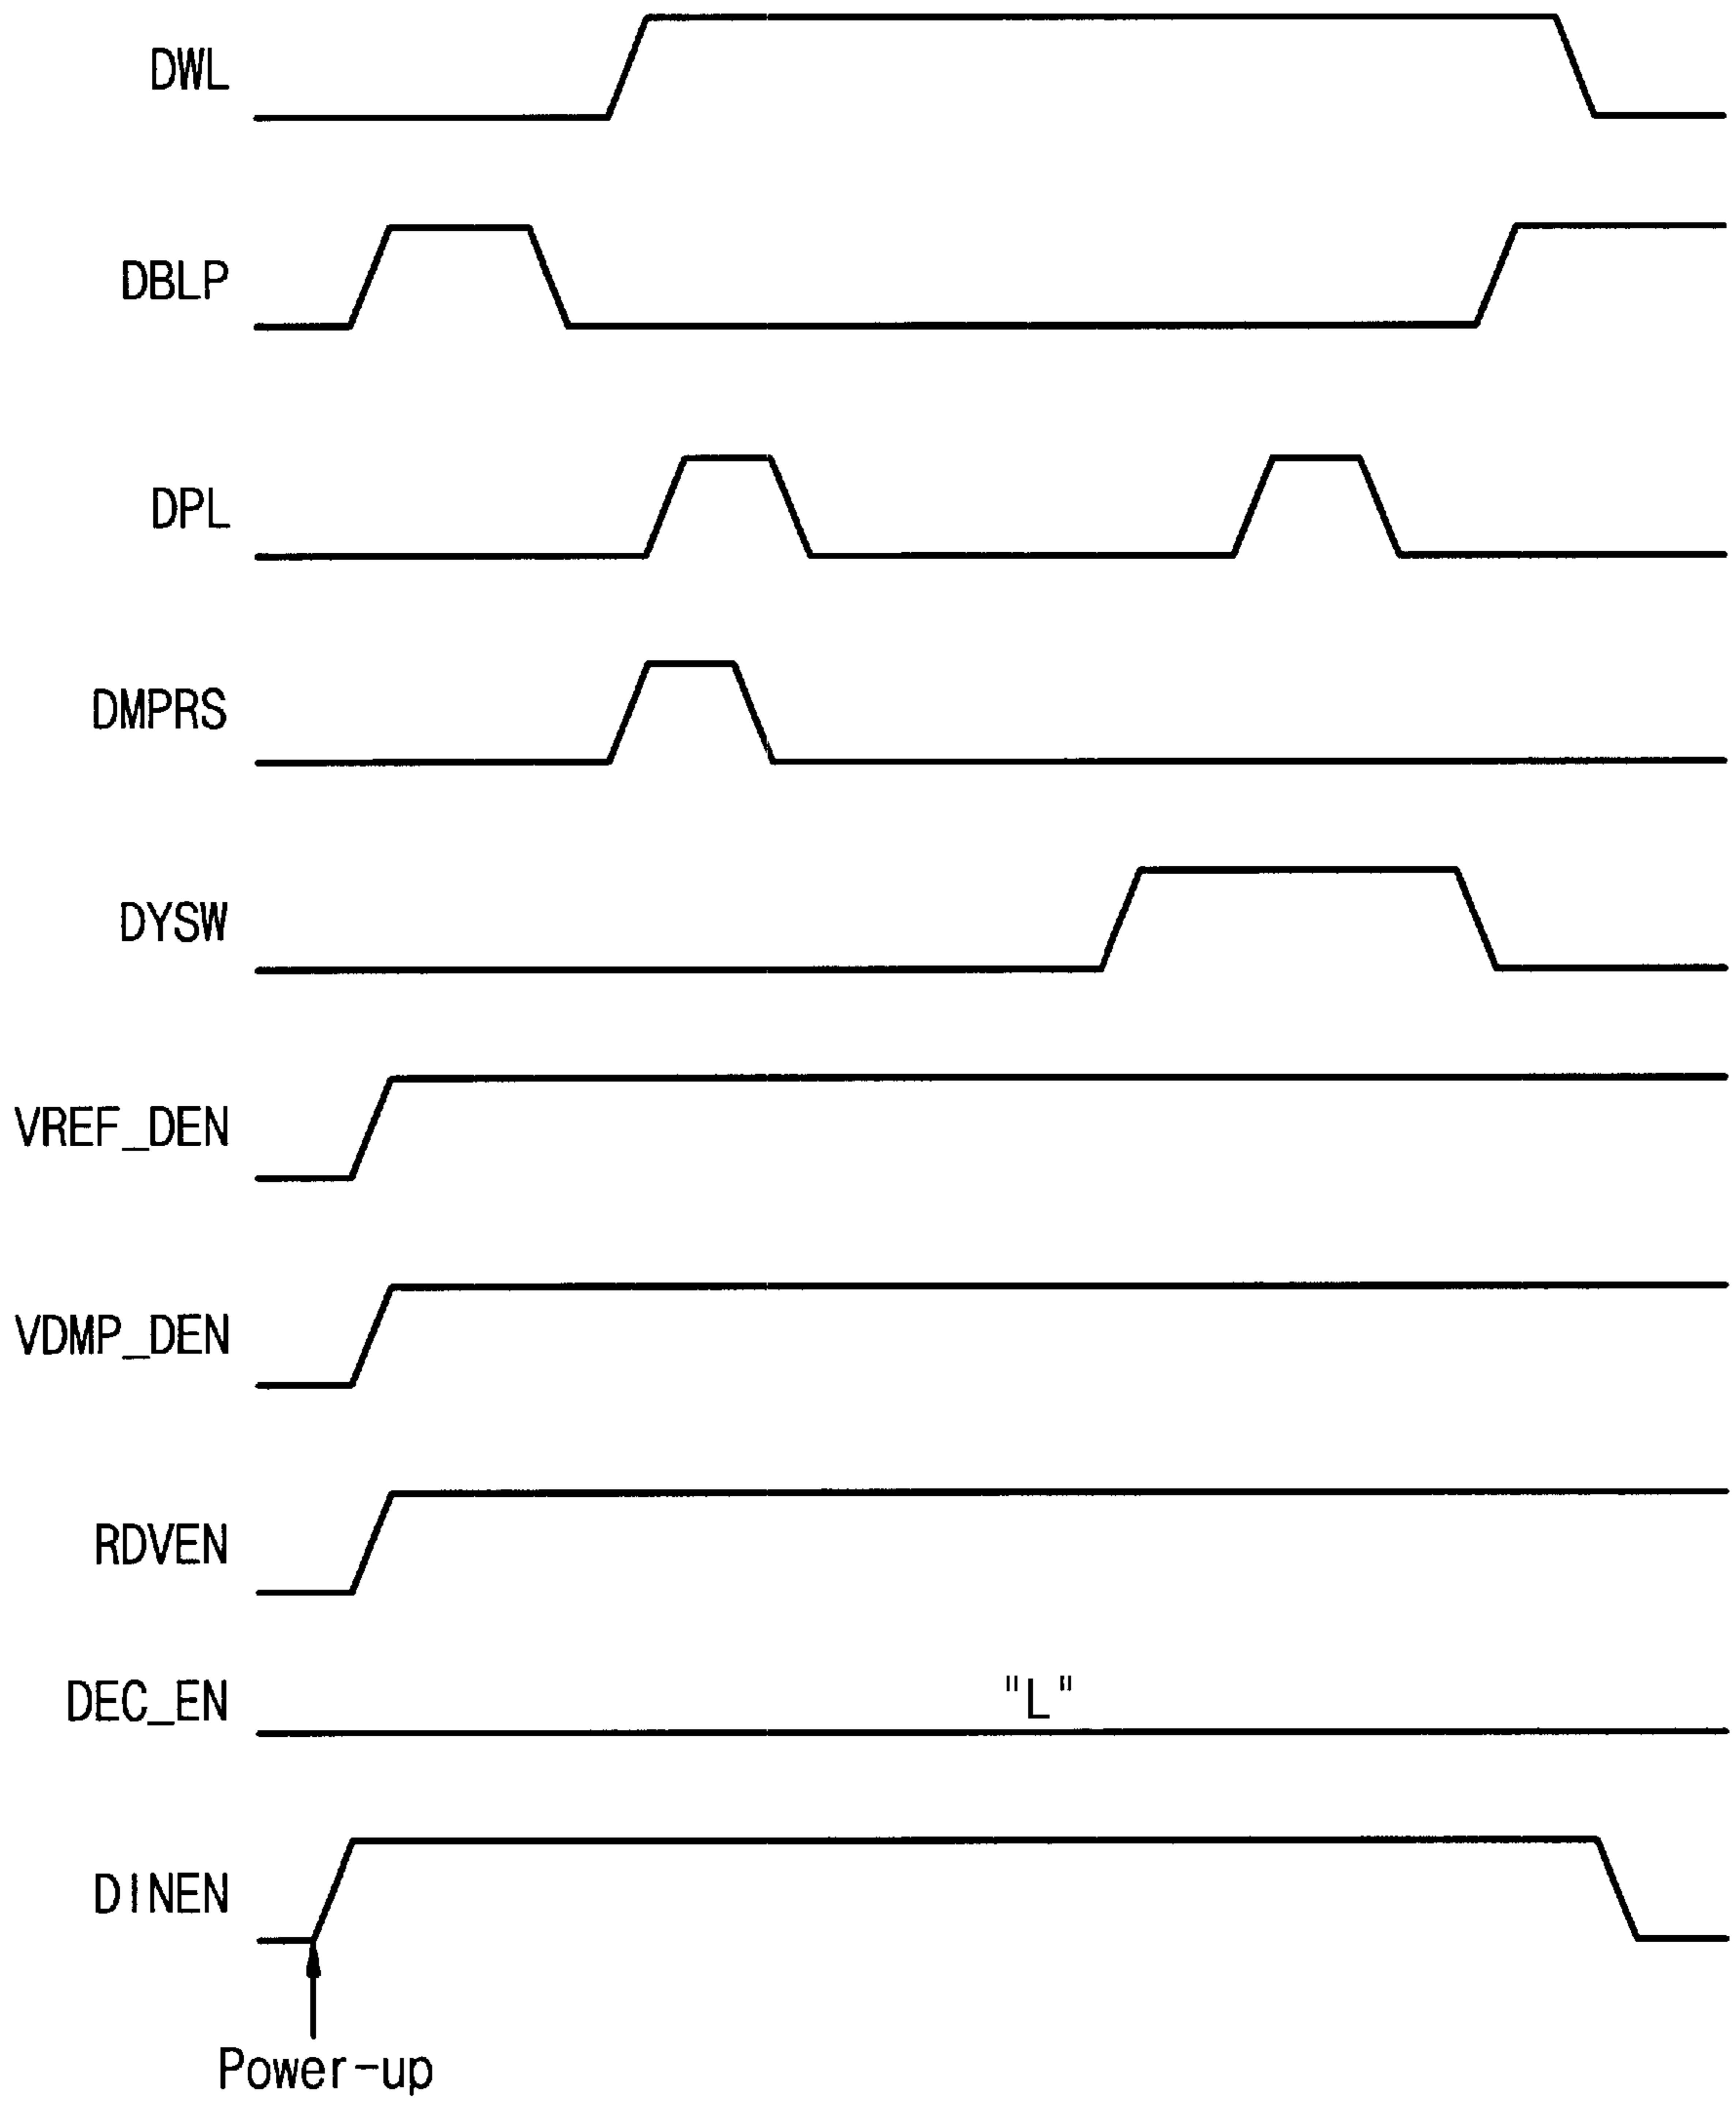 DWL
DBLP
DPL
DMPRS
DYSW
VREF_DEN
VDMP_DEN
RDVEN
DEC_EN
"L"
DINEN
Power-up